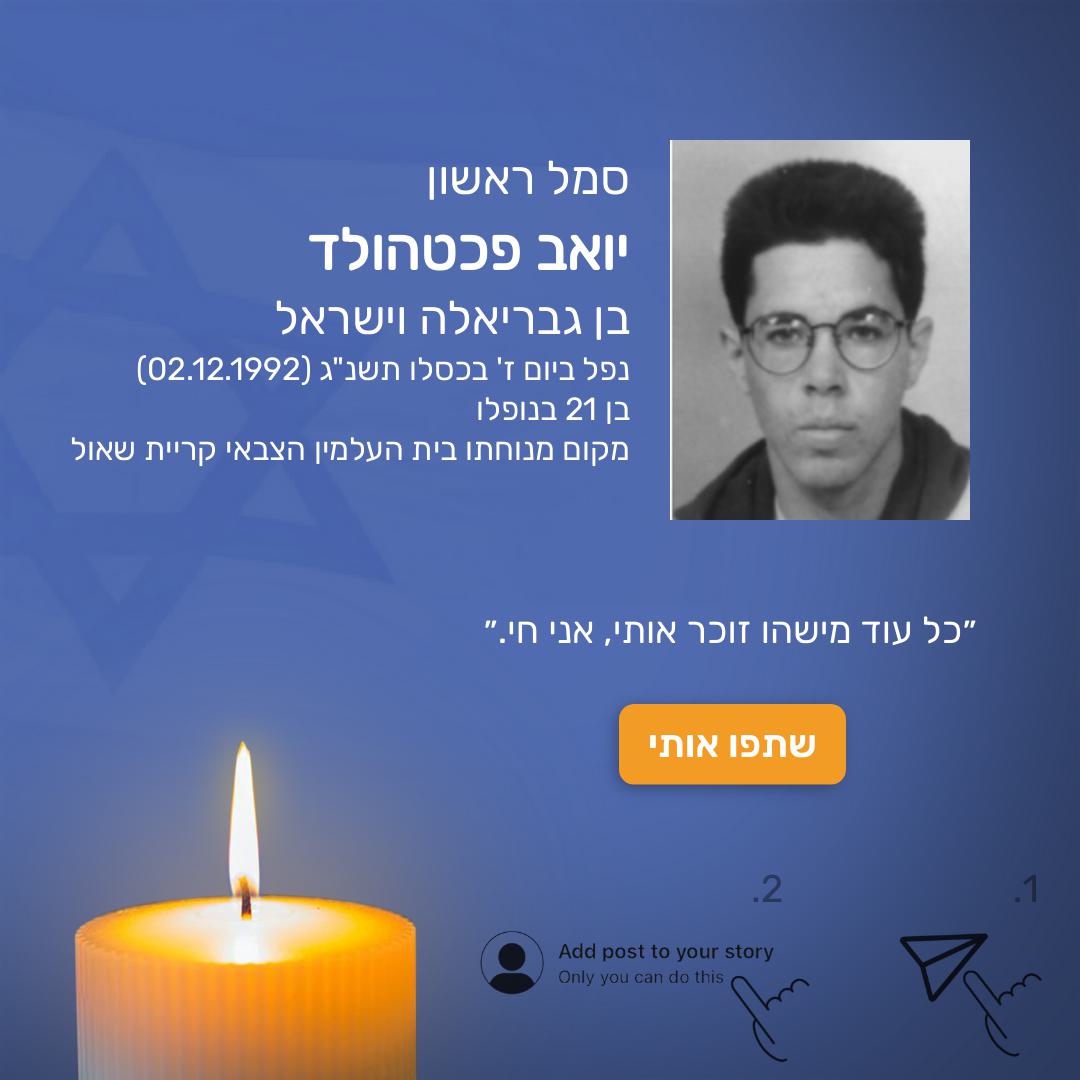 סמל ראשון
יואב פכטהולד
בן גבריאלה וישראל
נפל ביום ז' בכסלו תשנ"ג (02.12.1992)
בן 21 בנופלו
מקום מנוחתו בית העלמין הצבאי קריית שאול
״כל עוד מישהו זוכר אותי, אני חי.״
שתפו אותי
1.
2.
Add post to your story
Only you can do this